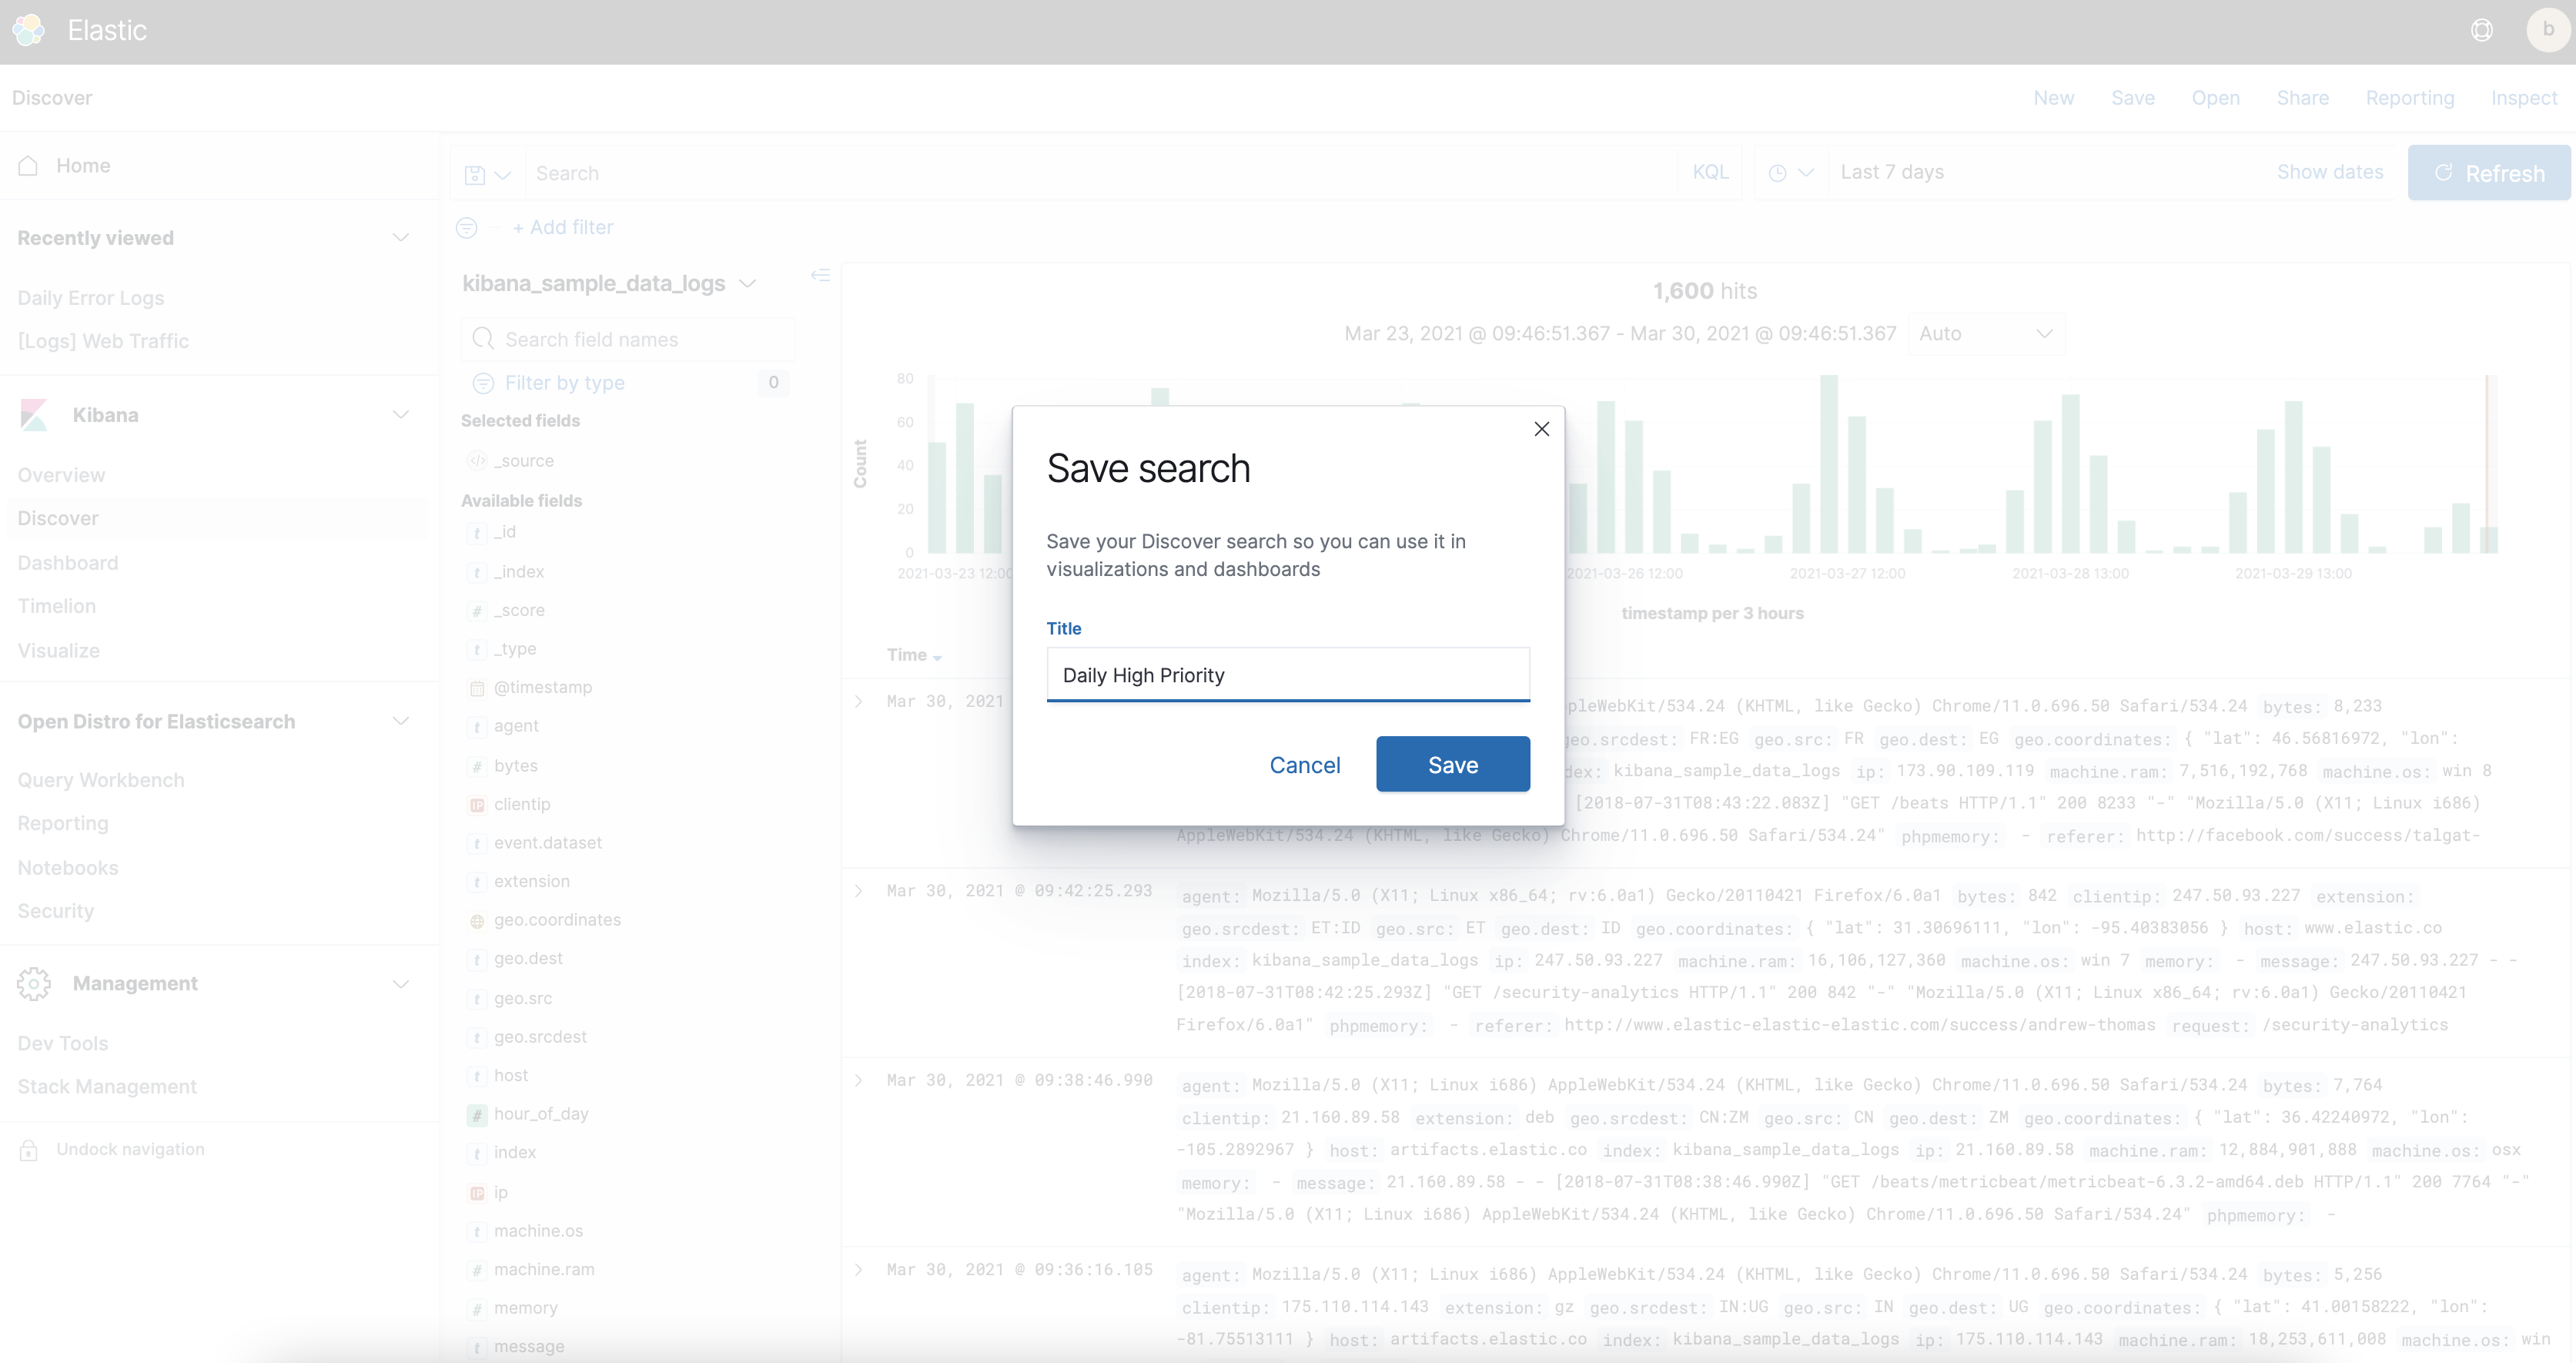 Elastic
b
Discover
New Save Open Share Reporting Inspect
Home
Recently viewed
Daily Error Logs
[Logs] Web Traffic
Kibana
Overview
Discover
Dashboard
Timelion
Visualize
Open Distro for Elasticsearch
Query Workbench
Reporting
Notebooks
Security
Management
Dev Tools
Stack Management
Undock navigation
Search
KQL
Last 7 days
Show dates
Refresh
+ Add filter
kibana_sample_data_logs
Search field names
Filter by type 0
Selected fields
_source
Available fields
t _id
t _index
# _score
t _type
@timestamp
t agent
# bytes
IP clientip
t event.dataset
t extension
geo.coordinates
t geo.dest
t geo.src
t geo.srcdest
t host
# hour_of_day
t index
IP ip
t machine.os
# machine.ram
# memory
t message
1,600 hits
Mar 23, 2021 @ 09:46:51.367 - Mar 30, 2021 @ 09:46:51.367 Auto
80
60
40
20
0
Count
2021-03-23 12:00 2021-03-26 12:00 2021-03-27 12:00 2021-03-28 13:00 2021-03-29 13:00
timestamp per 3 hours
Save search
Save your Discover search so you can use it in
visualizations and dashboards
Title
Daily High Priority
Cancel Save
Time
Mar 30, 2021 pleWebKit/534.24 (KHTML, like Gecko) Chrome/11.0.696.50 Safari/534.24 bytes: 8,233
geo.srcdest: FR:EG geo.src: FR geo.dest: EG geo.coordinates: { "lat": 46.56816972, "lon":
dex: kibana_sample_data_logs ip: 173.90.109.119 machine.ram: 7,516,192,768 machine.os: win 8
[2018-07-31T08:43:22.083Z] "GET /beats HTTP/1.1" 200 8233 "-" "Mozilla/5.0 (X11; Linux i686)
AppleWebKit/534.24 (KHTML, like Gecko) Chrome/11.0.696.50 Safari/534.24" phpmemory: - referer: http://facebook.com/success/talgat-
Mar 30, 2021 @ 09:42:25.293 agent: Mozilla/5.0 (X11; Linux x86_64; rv:6.0a1) Gecko/20110421 Firefox/6.0a1 bytes: 842 clientip: 247.50.93.227 extension:
geo.srcdest: ET:ID geo.src: ET geo.dest: ID geo.coordinates: { "lat": 31.30696111, "lon": -95.40383056 } host: www.elastic.co
index: kibana_sample_data_logs ip: 247.50.93.227 machine.ram: 16,106,127,360 machine.os: win 7 memory: - message: 247.50.93.227 - -
[2018-07-31T08:42:25.293Z] "GET /security-analytics HTTP/1.1" 200 842 "-" "Mozilla/5.0 (X11; Linux x86_64; rv:6.0a1) Gecko/20110421
Firefox/6.0a1" phpmemory: - referer: http://www.elastic-elastic-elastic.com/success/andrew-thomas request: /security-analytics
Mar 30, 2021 @ 09:38:46.990 agent: Mozilla/5.0 (X11; Linux i686) AppleWebKit/534.24 (KHTML, like Gecko) Chrome/11.0.696.50 Safari/534.24 bytes: 7,764
clientip: 21.160.89.58 extension: deb geo.srcdest: CN:ZM geo.src: CN geo.dest: ZM geo.coordinates: { "lat": 36.42240972, "lon":
-105.2892967 } host: artifacts.elastic.co index: kibana_sample_data_logs ip: 21.160.89.58 machine.ram: 12,884,901,888 machine.os: osx
memory: - message: 21.160.89.58 - - [2018-07-31T08:38:46.990Z] "GET /beats/metricbeat/metricbeat-6.3.2-amd64.deb HTTP/1.1" 200 7764 "-"
"Mozilla/5.0 (X11; Linux i686) AppleWebKit/534.24 (KHTML, like Gecko) Chrome/11.0.696.50 Safari/534.24" phpmemory: -
Mar 30, 2021 @ 09:36:16.105 agent: Mozilla/5.0 (X11; Linux i686) AppleWebKit/534.24 (KHTML, like Gecko) Chrome/11.0.696.50 Safari/534.24 bytes: 5,256
clientip: 175.110.114.143 extension: gz geo.srcdest: IN:UG geo.src: IN geo.dest: UG geo.coordinates: { "lat": 41.00158222, "lon":
-81.75513111 } host: artifacts.elastic.co index: kibana_sample_data_logs ip: 175.110.114.143 machine.ram: 18,253,611,008 machine.os: win